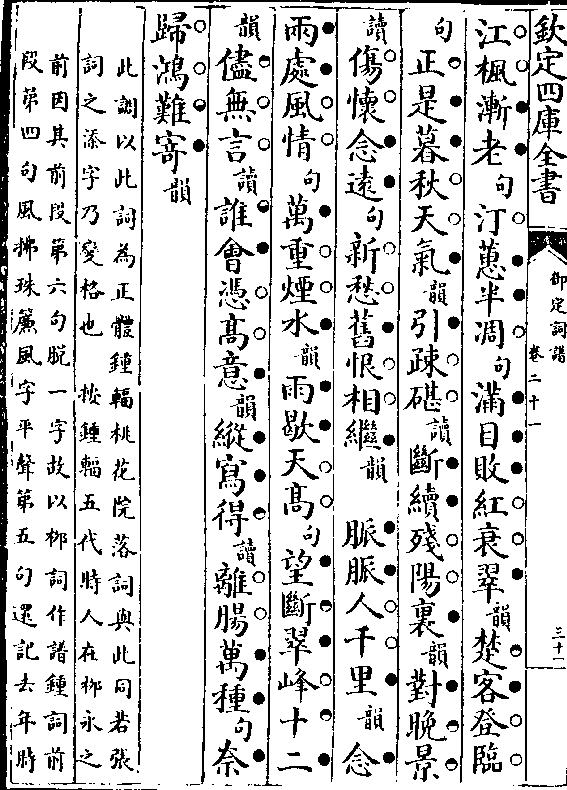 欽定四庫全書
御定詞譜
卷二十一
三十一
江楓漸老句汀蕙半凋句滿目敗紅衰翠韻楚客登臨
句正是暮秋天氣韻引疎碪讀斷續殘陽裏韻對晚景
讀傷懷念遠句新愁舊恨相繼韻 脈脈人千里韻念
兩處風情句萬重煙水韻雨歇天高句望斷翠峰十二
韻儘無言讀誰會憑高意韻縱寫得讀離腸萬種句奈
歸鴻難寄韻
此調以此詞為正體鍾輻桃花院落詞與此同若張
詞之添字乃變格也 按鍾輻五代時人在栁永之
前因其前段第六句脫一字故以栁詞作譜鍾詞前
段第四句風拂珠簾風字平聲第五句還記去年時